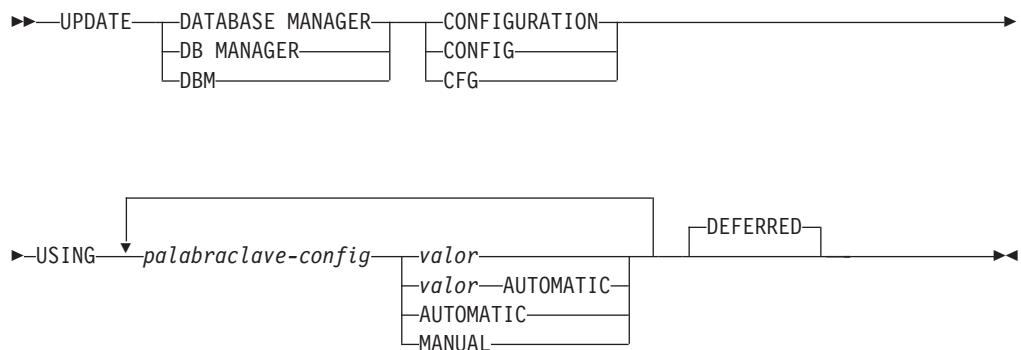 UPDATE DATABASE MANAGER CONFIGURATION
DB MANAGER CONFIG
DBM CFG
DEFERRED
USING palabraclave-config valor
valor AUTOMATIC
AUTOMATIC
MANUAL